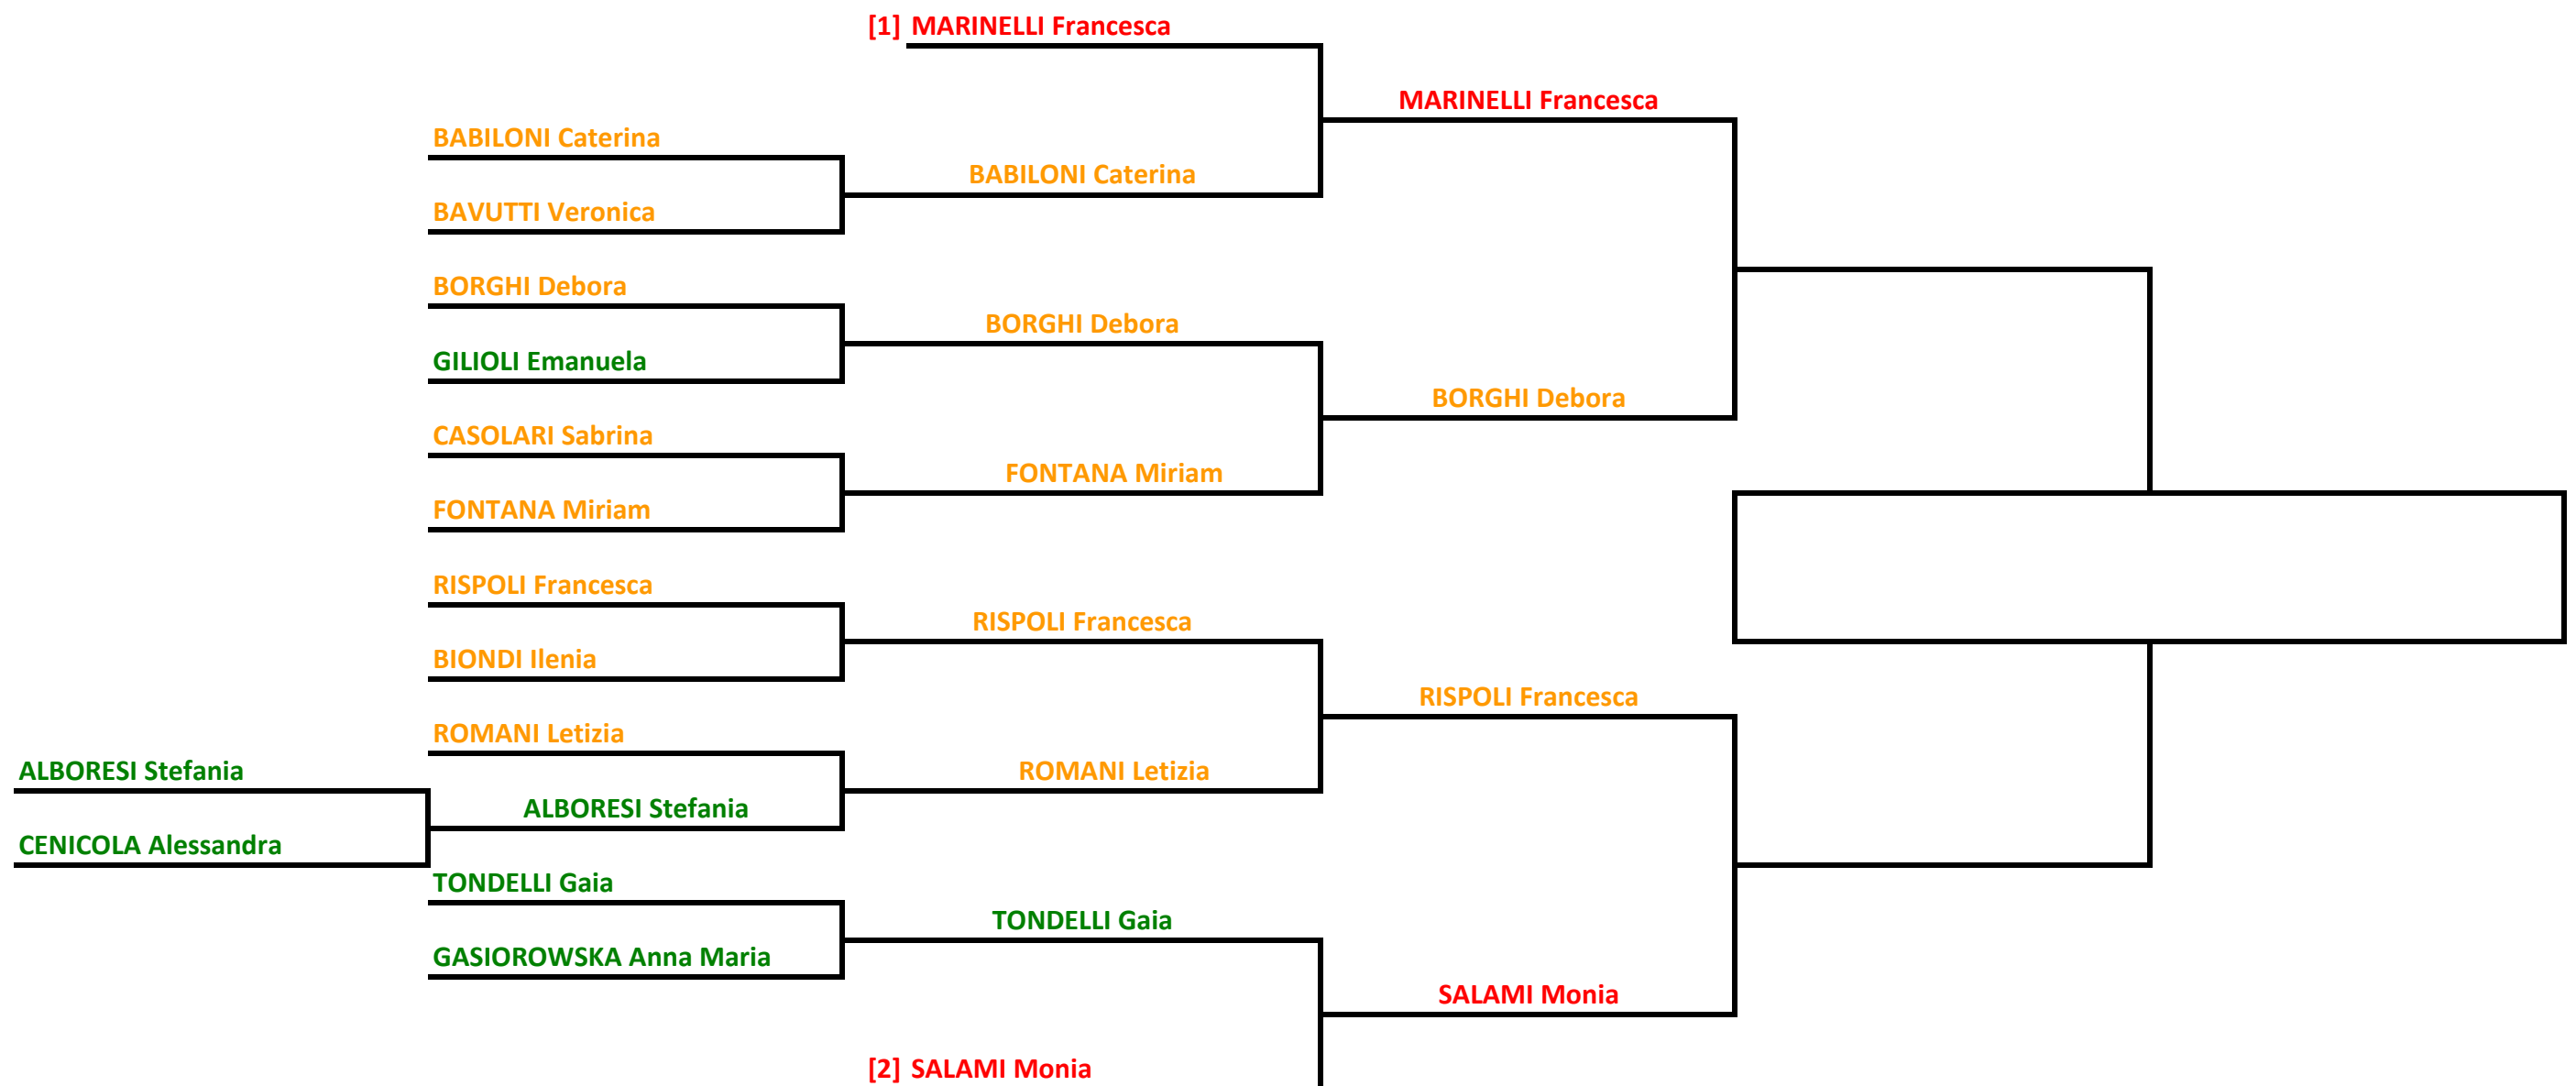 [1] MARINELLI Francesca
MARINELLI Francesca
BABILONI Caterina
BABILONI Caterina
BAVUTTI Veronica
BORGHI Debora
BORGHI Debora
GILIOLI Emanuela
BORGHI Debora
CASOLARI Sabrina
FONTANA Miriam
FONTANA Miriam
RISPOLI Francesca
RISPOLI Francesca
BIONDI Ilenia
RISPOLI Francesca
ROMANI Letizia
ALBORESI Stefania
ROMANI Letizia
ALBORESI Stefania
CENICOLA Alessandra
TONDELLI Gaia
TONDELLI Gaia
GASIOROWSKA Anna Maria
SALAMI Monia
[2] SALAMI Monia